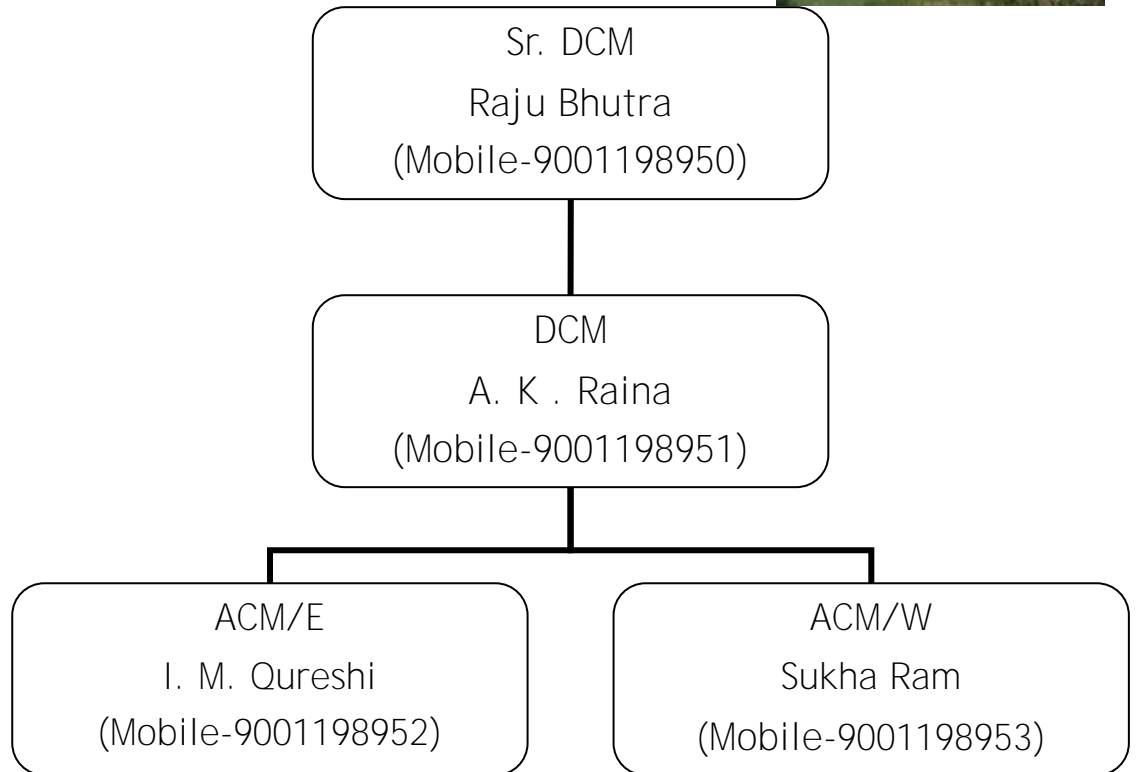 Sr. DCM
Raju Bhutra
(Mobile-9001198950)
DCM
A. K . Raina
(Mobile-9001198951)
ACM/E
I. M. Qureshi
(Mobile-9001198952)
ACM/W
Sukha Ram
(Mobile-9001198953)